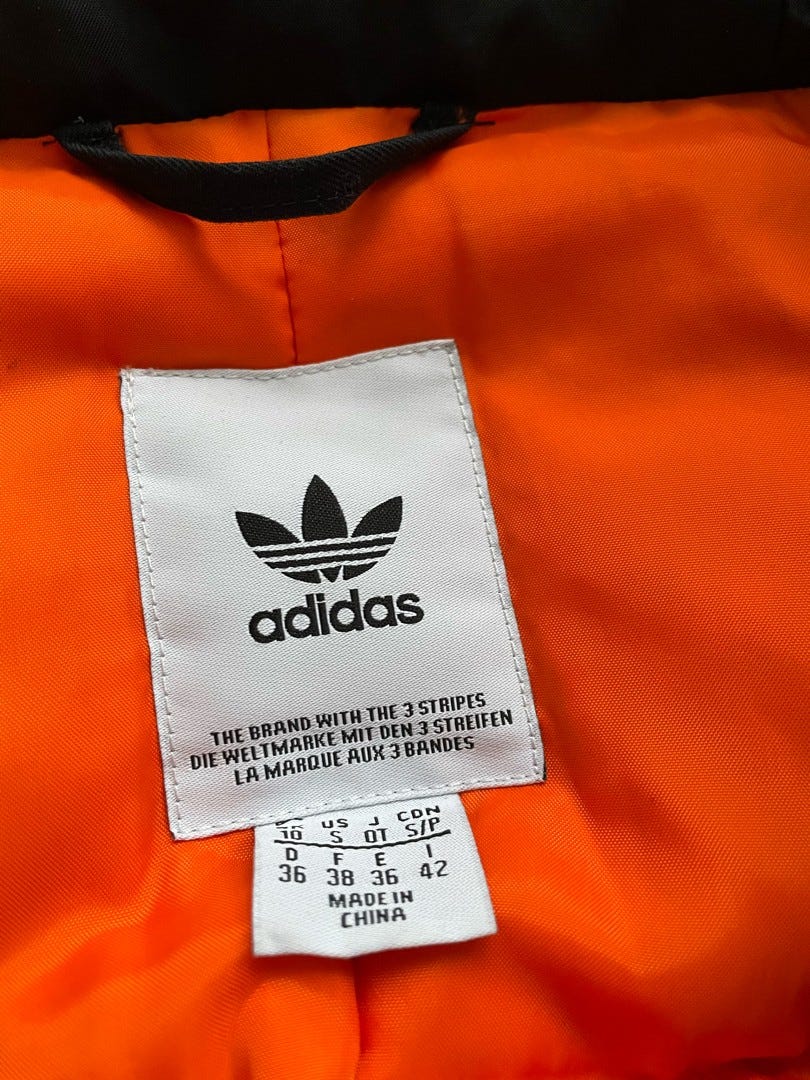 adidas
THE BRAND WITH THE 3 STRIPES
DIE WELTMARKE MIT DEN 3 STREIFEN
LA MARQUE AUX 3 BANDES
US J CDN
10 S OT S/P
D F E I
36 38 36 42
MADE IN
CHINA